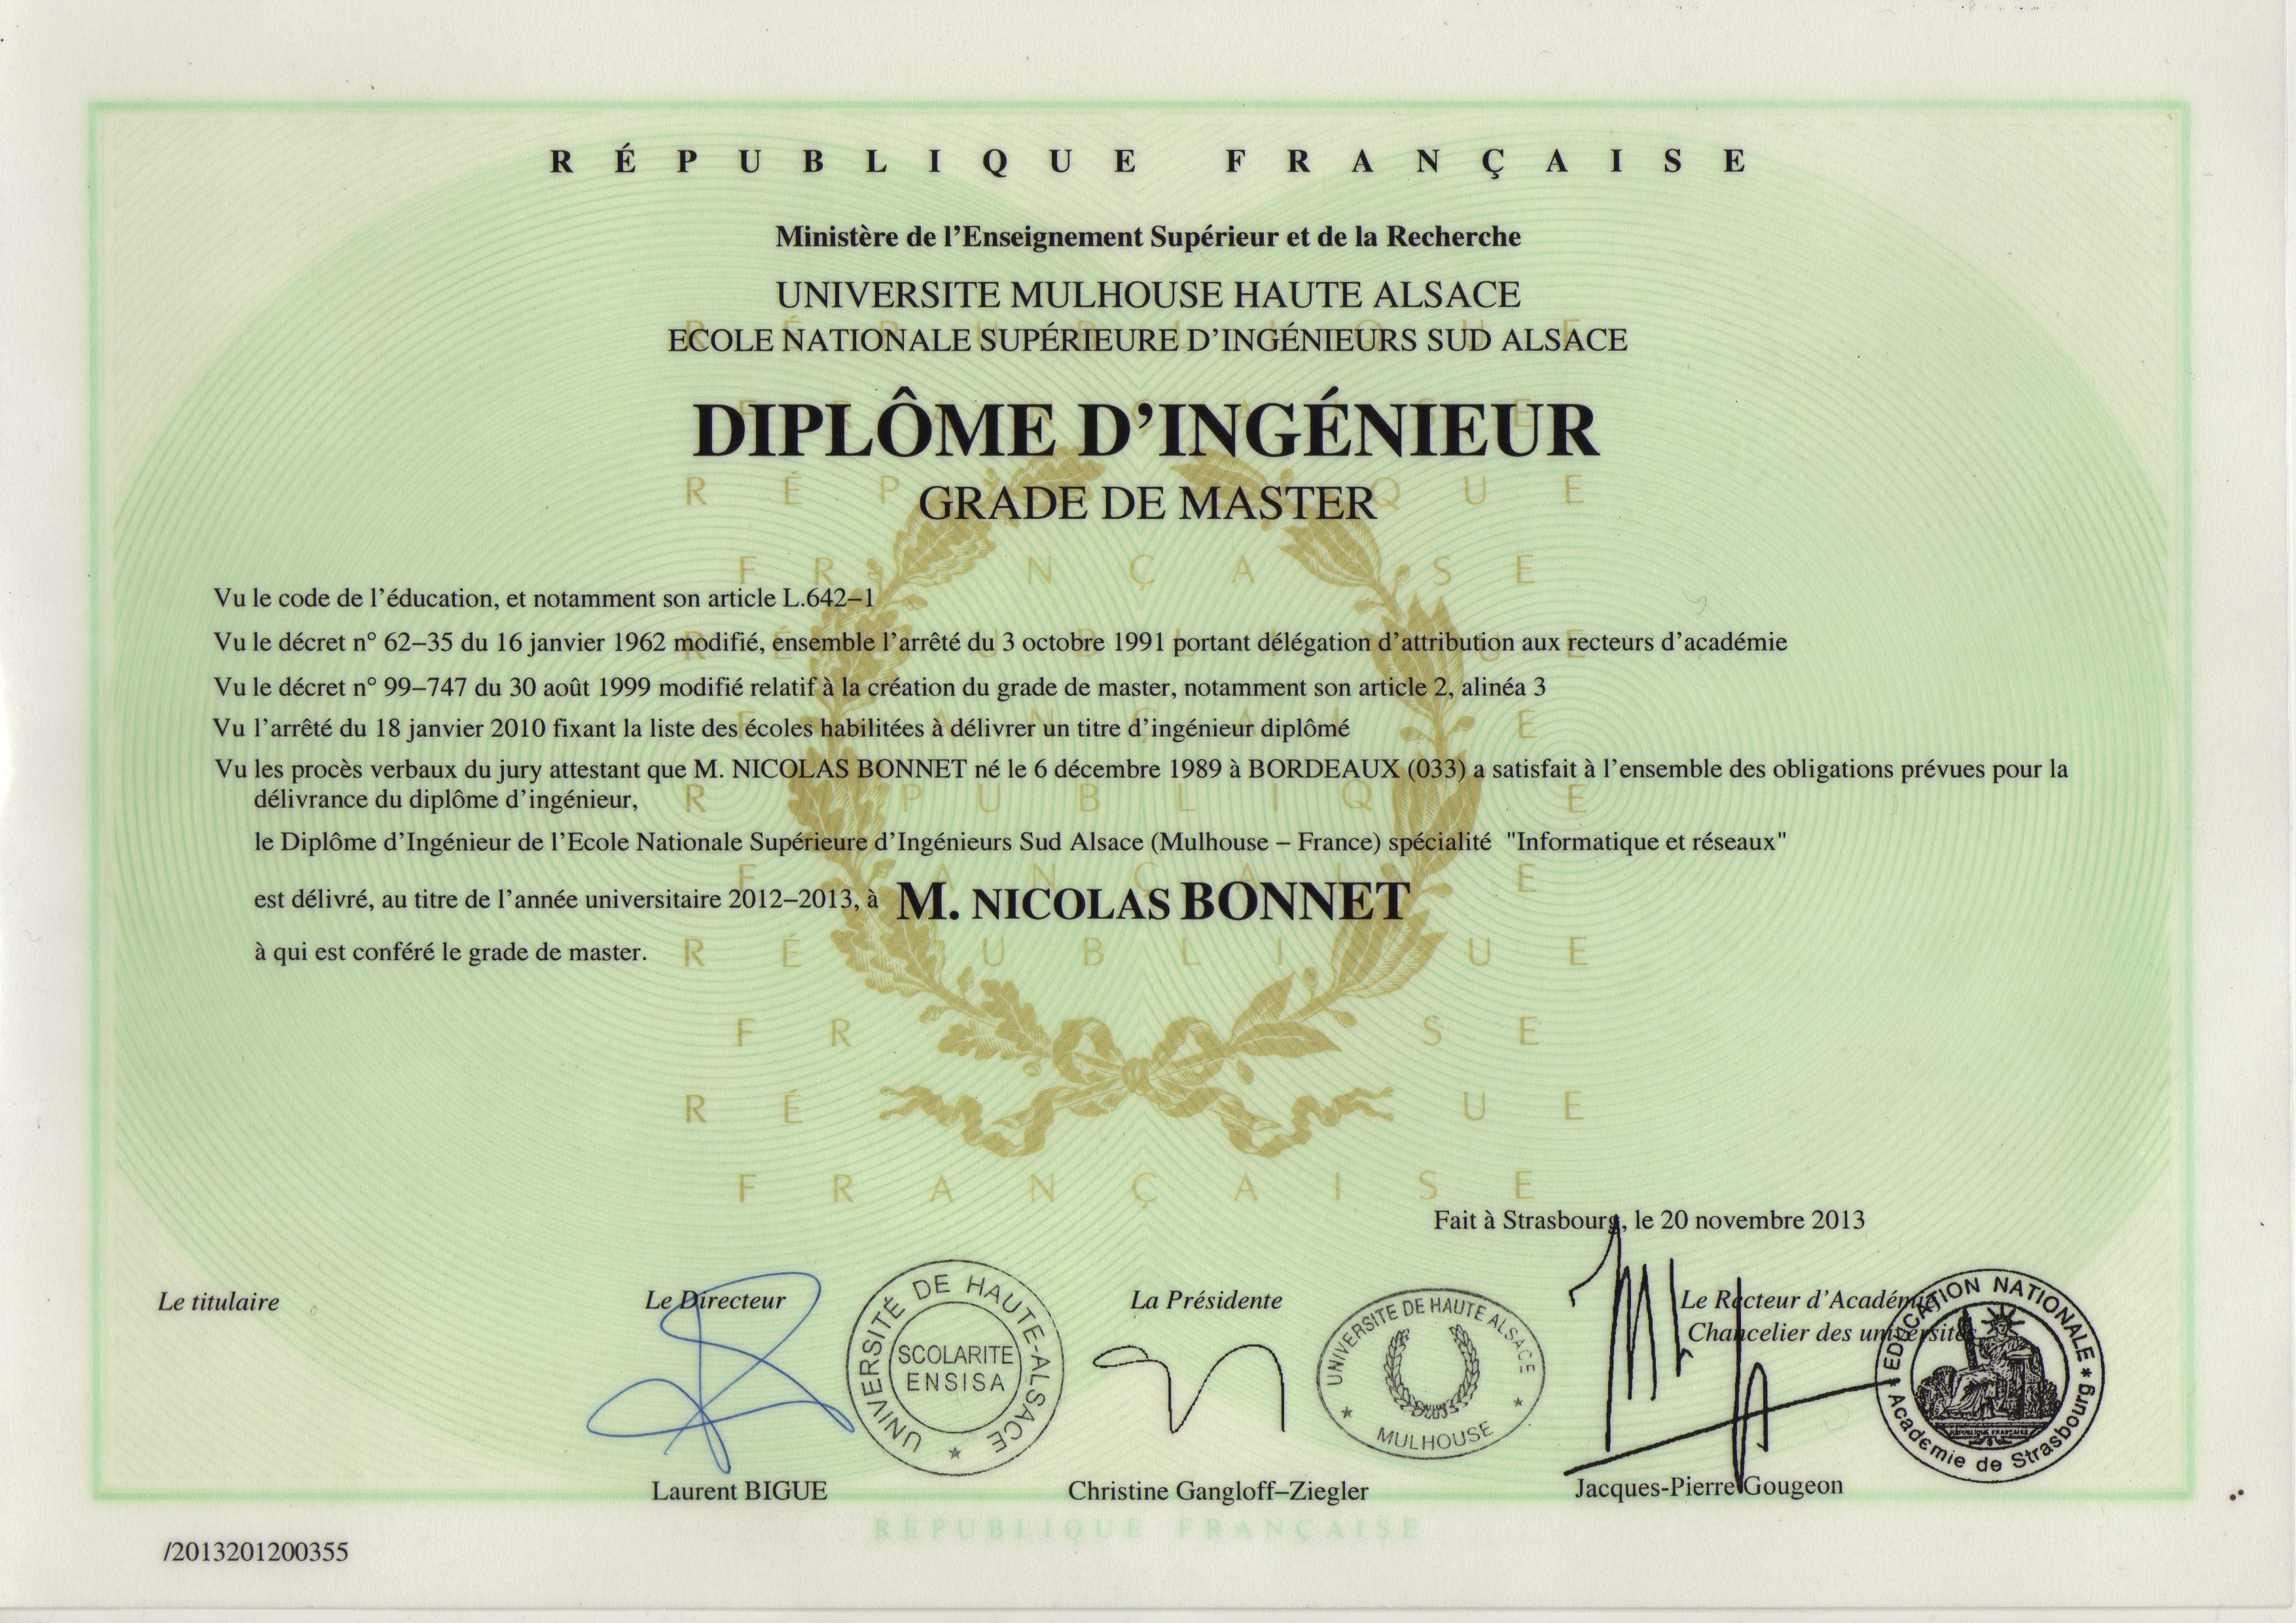 RÉPUBLIQUE FRANÇAISE
Ministère de l'Enseignement Supérieur et de la Recherche
UNIVERSITE MULHOUSE HAUTE ALSACE
ECOLE NATIONALE SUPÉRIEURE D'INGÉNIEURS SUD ALSACE
DIPLÔME D'INGÉNIEUR
GRADE DE MASTER
Vu le code de l'éducation, et notamment son article L.642–1
Vu le décret n° 62–35 du 16 janvier 1962 modifié, ensemble l'arrêté du 3 octobre 1991 portant délégation d'attribution aux recteurs d'académie
Vu le décret n° 99–747 du 30 août 1999 modifié relatif à la création du grade de master, notamment son article 2, alinéa 3
Vu l'arrêté du 18 janvier 2010 fixant la liste des écoles habilitées à délivrer un titre d'ingénieur diplômé
Vu les procès verbaux du jury attestant que M. NICOLAS BONNET né le 6 décembre 1989 à BORDEAUX (033) a satisfait à l'ensemble des obligations prévues pour la
délivrance du diplôme d'ingénieur,
le Diplôme d'Ingénieur de l'Ecole Nationale Supérieure d'Ingénieurs Sud Alsace (Mulhouse – France) spécialité "Informatique et réseaux"
est délivré, au titre de l'année universitaire 2012–2013, à M. NICOLAS BONNET
à qui est conféré le grade de master.
FRANÇAISE
Fait à Strasbourg, le 20 novembre 2013
Le titulaire
Le Directeur
UNIVERSITÉ DE HAUTE-ALSACE
SCOLARITE
ENSISA
La Présidente
UNIVERSITE DE HAUTE ALSACE
MULHOUSE
Le Recteur d'Académie
Chancelier des universités
EDUCATION NATIONALE
Académie de Strasbourg
RÉPUBLIQUE FRANÇAISE
Laurent BIGUE
Christine Gangloff–Ziegler
Jacques-Pierre Gougeon
RÉPUBLIQUE FRANÇAISE
/2013201200355